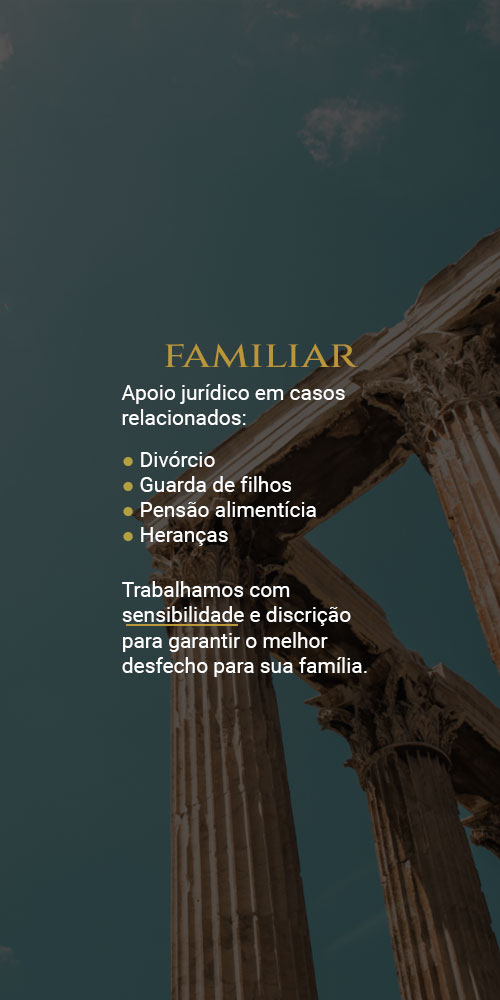 FAMILIAR
Apoio jurídico em casos
relacionados:
● Divórcio
● Guarda de filhos
● Pensão alimentícia
● Heranças
Trabalhamos com
sensibilidade e discrição
para garantir o melhor
desfecho para sua família.